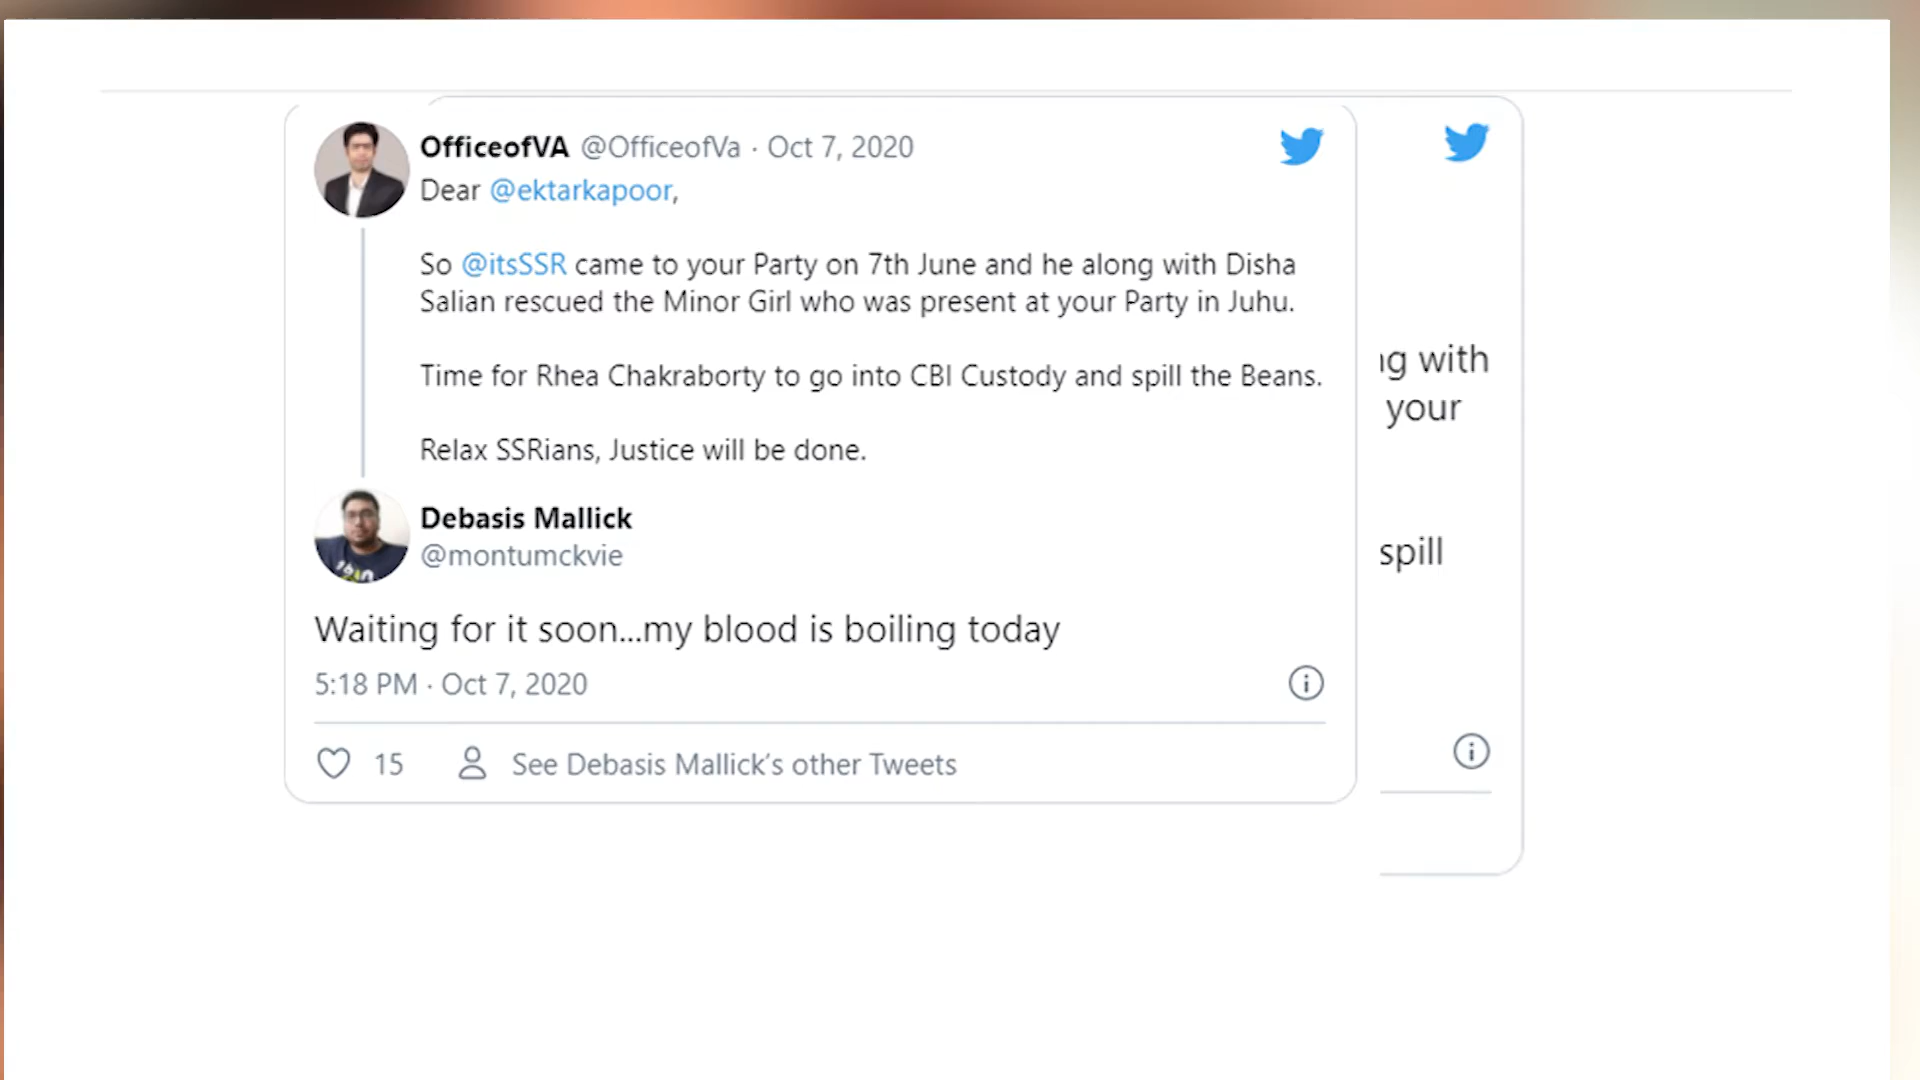 OfficeofVA @OfficeofVa · Oct 7, 2020
Dear @ektarkapoor,
So @itsSSR came to your Party on 7th June and he along with Disha
Salian rescued the Minor Girl who was present at your Party in Juhu.
Time for Rhea Chakraborty to go into CBI Custody and spill the Beans.
Relax SSRians, Justice will be done.
Debasis Mallick
@montumckvie
Waiting for it soon...my blood is boiling today
5:18 PM · Oct 7, 2020
15 See Debasis Mallick's other Tweets
ng with
your
spill